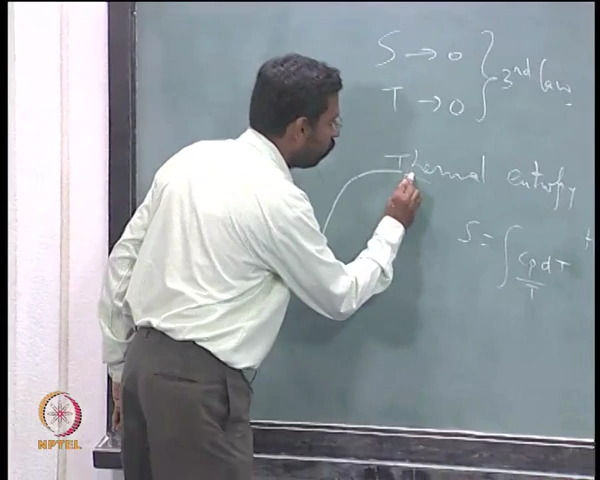 S → 0
T → 0 } 3rd law
Thermal entropy
S = ∫ Cp dT / T
NPTEL